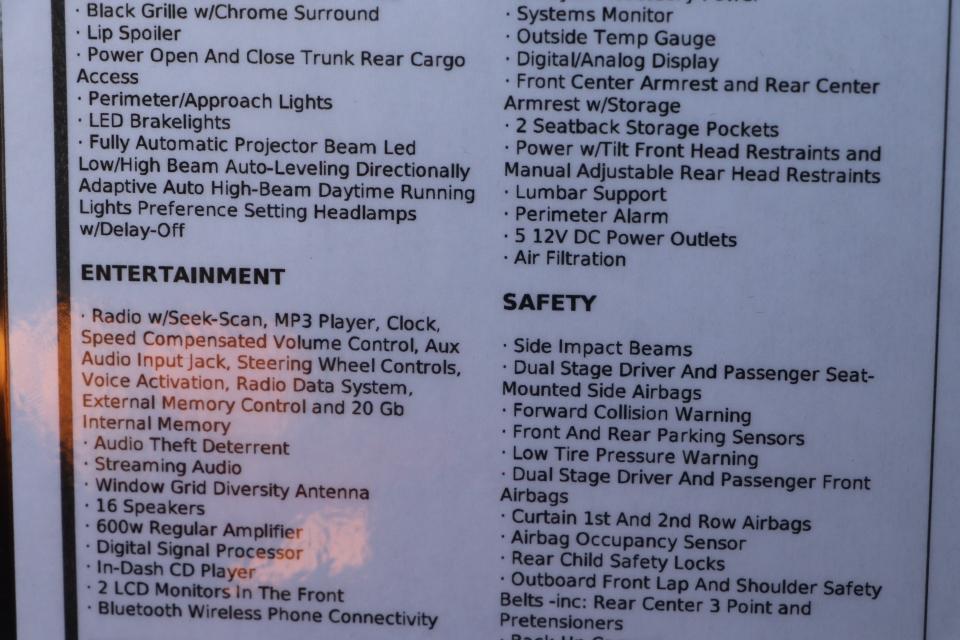 · Black Grille w/Chrome Surround
· Lip Spoiler
· Power Open And Close Trunk Rear Cargo
Access
· Perimeter/Approach Lights
· LED Brakelights
· Fully Automatic Projector Beam Led
Low/High Beam Auto-Leveling Directionally
Adaptive Auto High-Beam Daytime Running
Lights Preference Setting Headlamps
w/Delay-Off
ENTERTAINMENT
· Radio w/Seek-Scan, MP3 Player, Clock,
Speed Compensated Volume Control, Aux
Audio Input Jack, Steering Wheel Controls,
Voice Activation, Radio Data System,
External Memory Control and 20 Gb
Internal Memory
· Audio Theft Deterrent
· Streaming Audio
· Window Grid Diversity Antenna
· 16 Speakers
· 600w Regular Amplifier
· Digital Signal Processor
· In-Dash CD Player
· 2 LCD Monitors In The Front
· Bluetooth Wireless Phone Connectivity
· Systems Monitor
· Outside Temp Gauge
· Digital/Analog Display
· Front Center Armrest and Rear Center
Armrest w/Storage
· 2 Seatback Storage Pockets
· Power w/Tilt Front Head Restraints and
Manual Adjustable Rear Head Restraints
· Lumbar Support
· Perimeter Alarm
· 5 12V DC Power Outlets
· Air Filtration
SAFETY
· Side Impact Beams
· Dual Stage Driver And Passenger Seat-
Mounted Side Airbags
· Forward Collision Warning
· Front And Rear Parking Sensors
· Low Tire Pressure Warning
· Dual Stage Driver And Passenger Front
Airbags
· Curtain 1st And 2nd Row Airbags
· Airbag Occupancy Sensor
· Rear Child Safety Locks
· Outboard Front Lap And Shoulder Safety
Belts -inc: Rear Center 3 Point and
Pretensioners